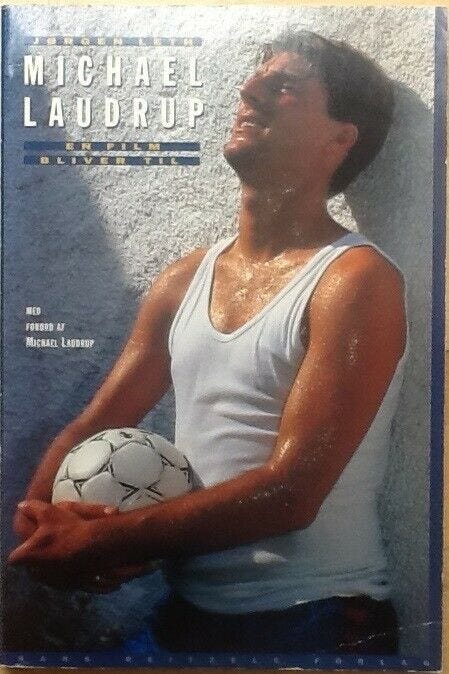 JØRGEN LETH
MICHAEL
LAUDRUP
EN FILM
BLIVER TIL
MED
FORORD AF
MICHAEL LAUDRUP
HANS REITZELS FORLAG